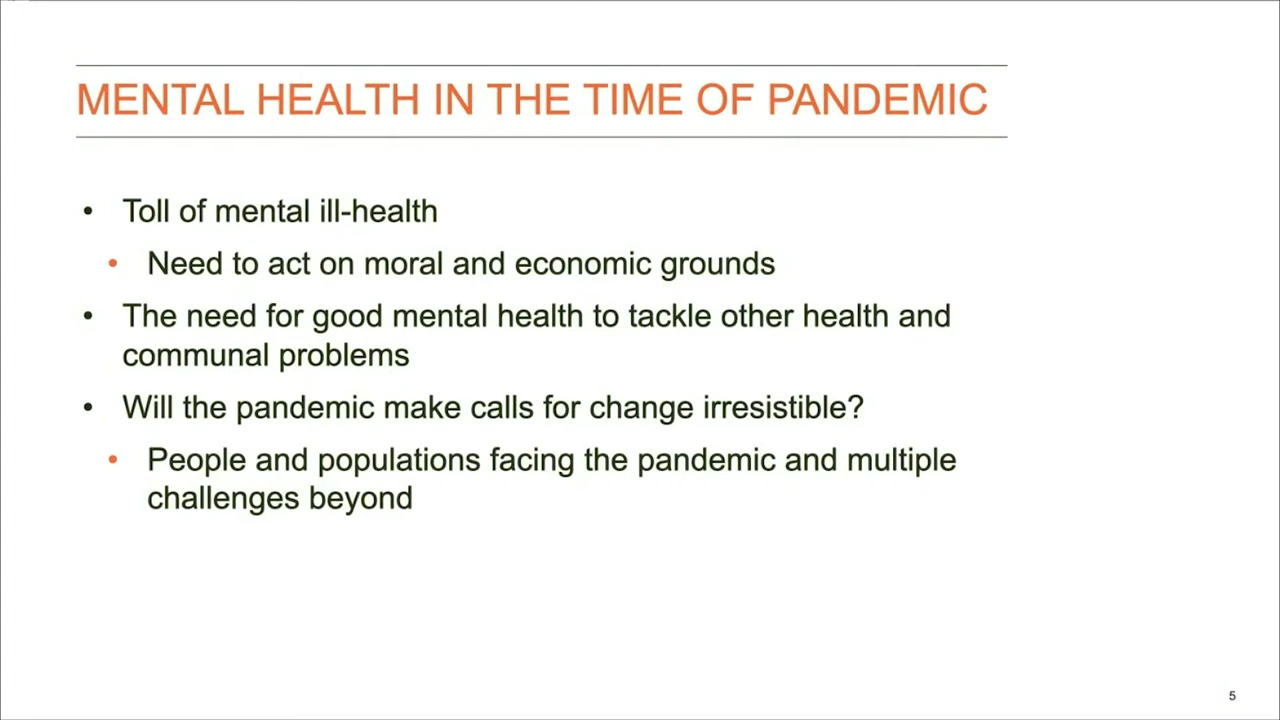 MENTAL HEALTH IN THE TIME OF PANDEMIC
• Toll of mental ill-health
• Need to act on moral and economic grounds
• The need for good mental health to tackle other health and
communal problems
• Will the pandemic make calls for change irresistible?
• People and populations facing the pandemic and multiple
challenges beyond
5